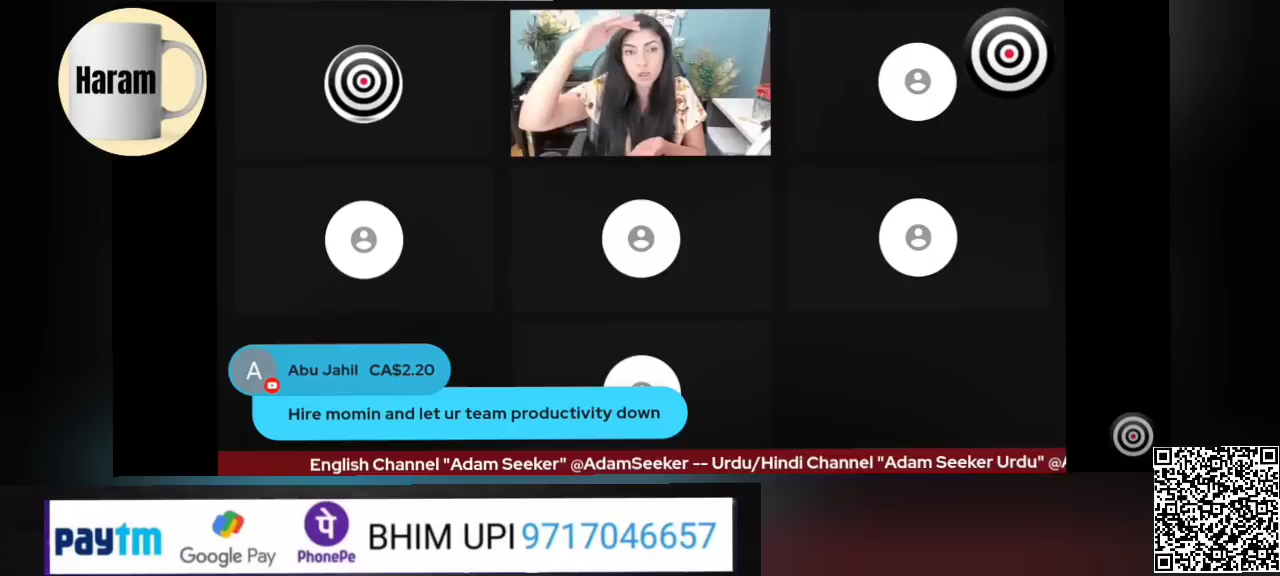 Haram
A
Abu Jahil CA$2.20
Hire momin and let ur team productivity down
English Channel "Adam Seeker" @AdamSeeker -- Urdu/Hindi Channel "Adam Seeker Urdu" @A
paytm
Google Pay
पे
PhonePe
BHIM UPI 9717046657